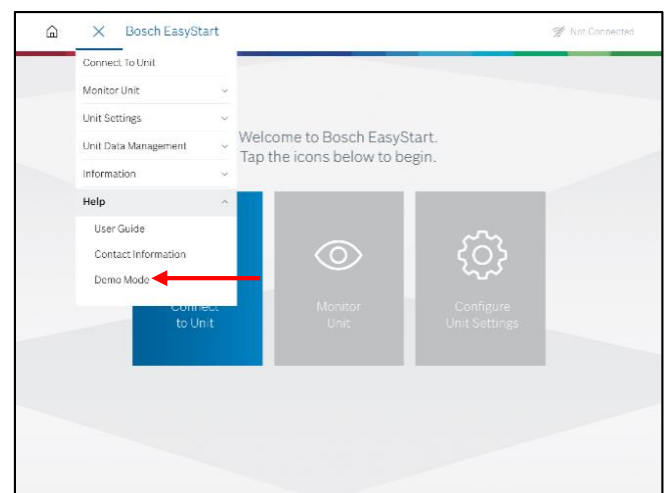 Bosch EasyStart
Not Connected
Connect To Unit
Monitor Unit
Unit Settings
Unit Data Management
Information
Help
User Guide
Contact Information
Demo Mode
Welcome to Bosch EasyStart.
Tap the icons below to begin.
Connect
to Unit
Monitor
Unit
Configure
Unit Settings